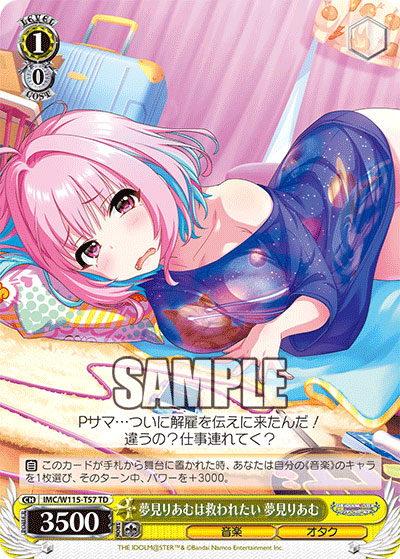 LEVEL
1
0
COST
SAMPLE
Pサマ…ついに解雇を伝えに来たんだ!
違うの?仕事連れてく?
自 このカードが手札から舞台に置かれた時、あなたは自分の《音楽》のキャラ
を1枚選び、そのターン中、パワーを+3000。
CH IMC/W115-TS7 TD
3500
夢見りあむは救われたい 夢見りあむ
音楽 オタク
THE IDOLM@STER™& ©Bandai Namco Entertainment Inc.